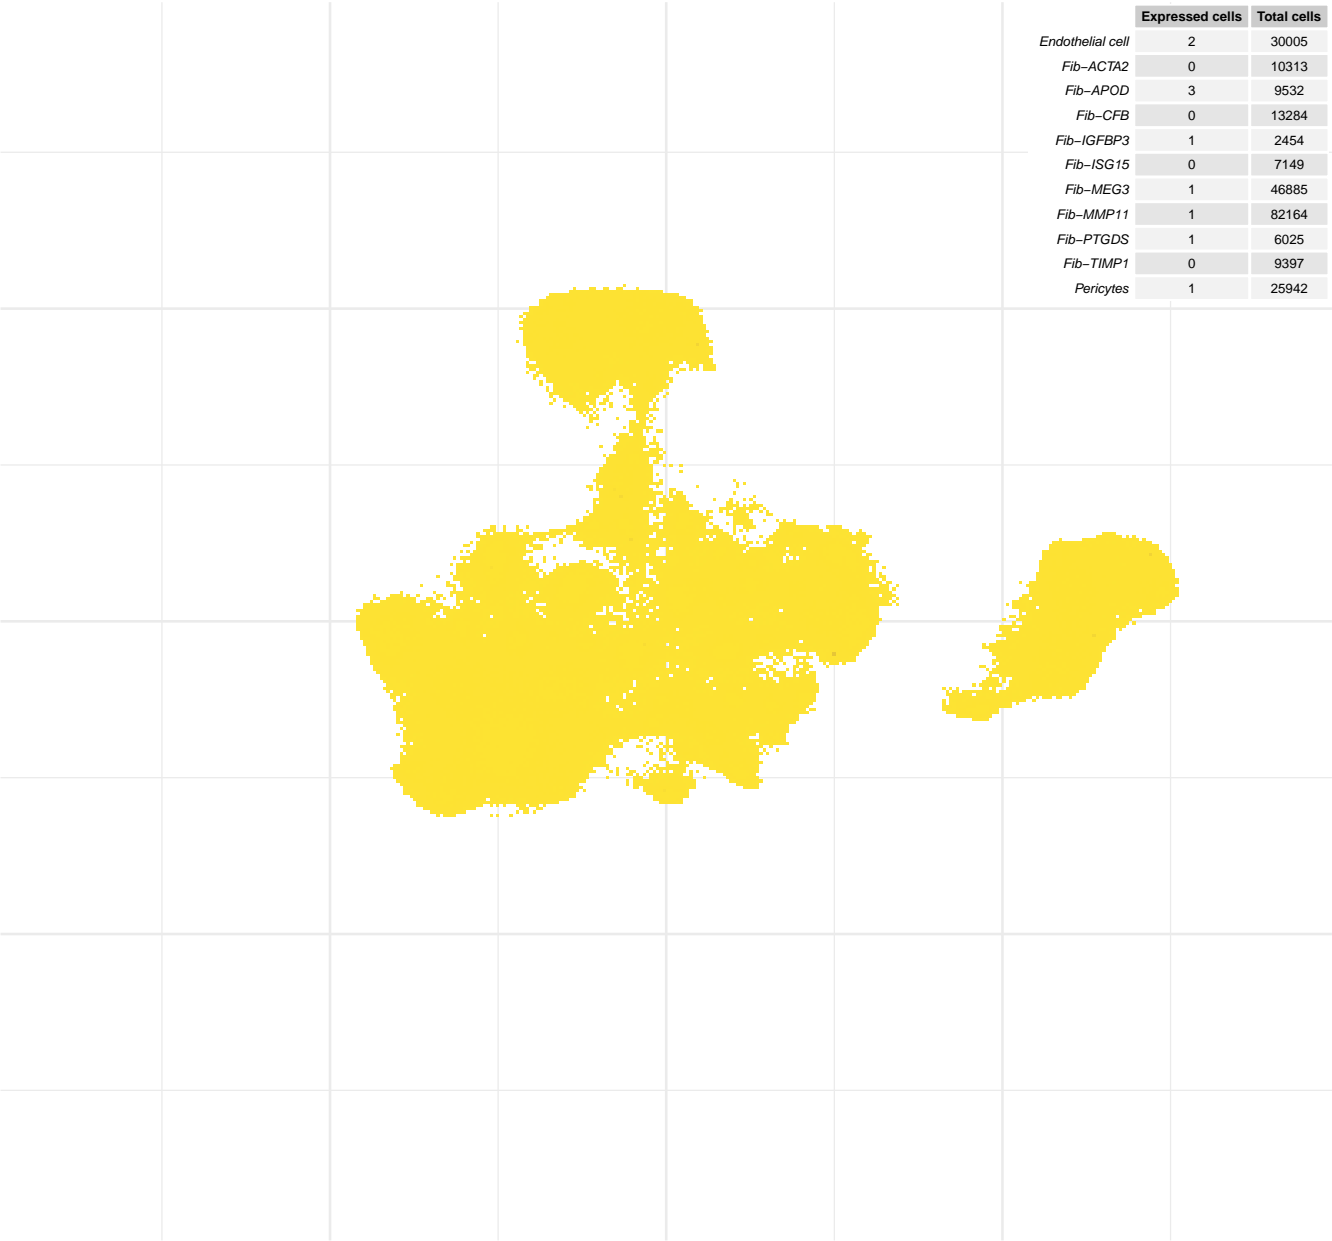 Expressed cells Total cells
Endothelial cell 2 30005
Fib−ACTA2 0 10313
Fib−APOD 3 9532
Fib−CFB 0 13284
Fib−IGFBP3 1 2454
Fib−ISG15 0 7149
Fib−MEG3 1 46885
Fib−MMP11 1 82164
Fib−PTGDS 1 6025
Fib−TIMP1 0 9397
Pericytes 1 25942